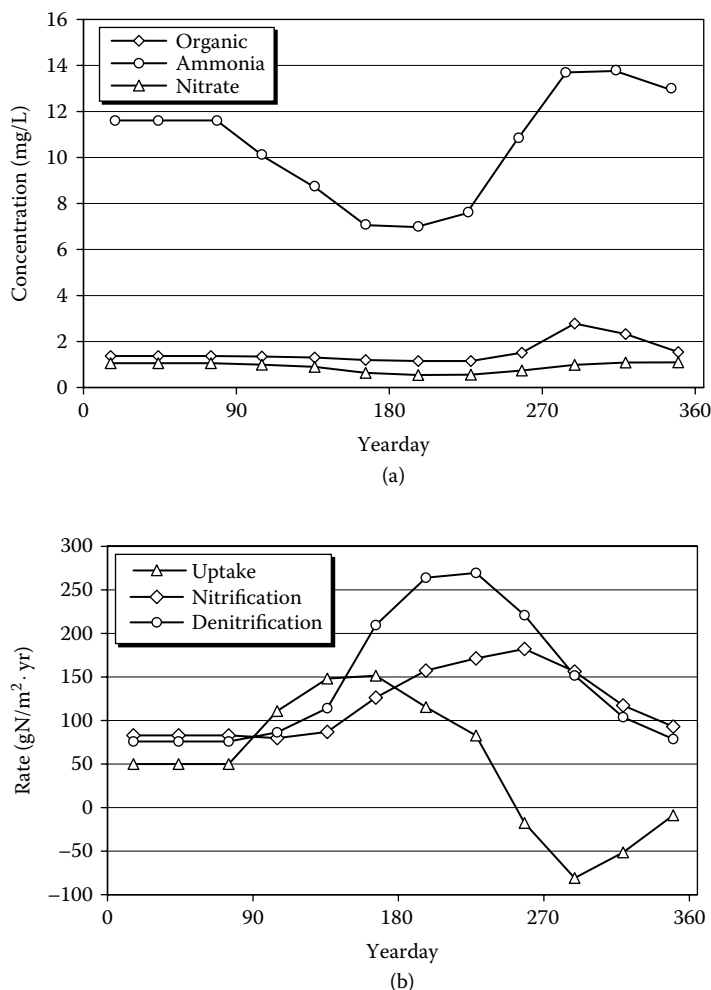 16
14
12
10
8
6
4
2
0
Concentration (mg/L)
Organic
Ammonia
Nitrate
0 90 180 270 360
Yearday
(a)
300
250
200
150
100
50
0
−50
−100
Rate (gN/m²·yr)
Uptake
Nitrification
Denitrification
0 90 180 270 360
Yearday
(b)